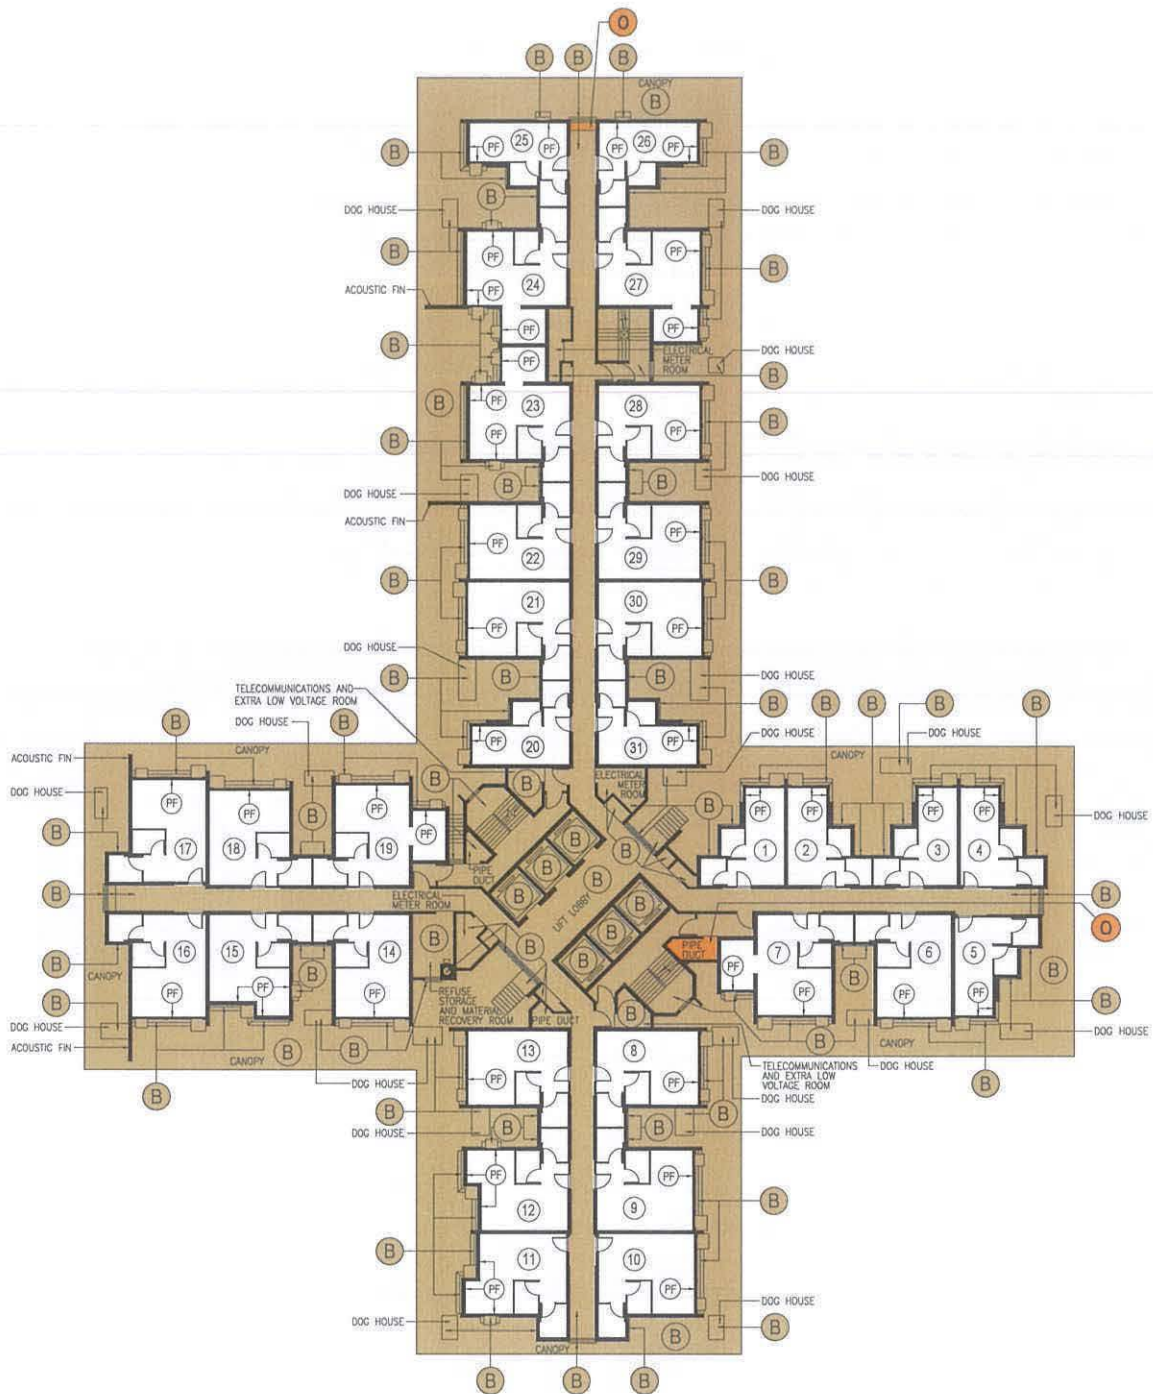 O
B B B
CANOPY
B
25 26
PF PF PF PF
B B
B
DOG HOUSE DOG HOUSE
PF PF
B B
24 27
PF
ACOUSTIC FIN
PF PF
B
ELECTRICAL
METER
ROOM
DOG HOUSE
PF
B
B
23 28
PF
B B
PF PF
B B
DOG HOUSE DOG HOUSE
ACOUSTIC FIN
PF PF
22 29
B B
21 30
PF PF
DOG HOUSE DOG HOUSE
B B B
TELECOMMUNICATIONS AND
EXTRA LOW VOLTAGE ROOM
B B B B B B B
DOG HOUSE DOG HOUSE DOG HOUSE
PF 20 31 PF
ACOUSTIC FIN
CANOPY CANOPY
B B
ELECTRICAL
METER
ROOM
DOG HOUSE
PF PF PF PF PF PF PF
DOG HOUSE
B B B B B
PF
17 18 19 1 2 3 4
B B
PIPE
DUCT
B B
B B
ELECTRICAL
METER ROOM
LIFT LOBBY
B
B
O
16 15 14
B B B
PIPE
DUCT
7 6 5
B B B
PF PF PF PF PF PF PF
CANOPY
B
REFUSE
STORAGE
AND MATERIAL
RECOVERY ROOM
PIPE DUCT
B
B
DOG HOUSE
DOG HOUSE
ACOUSTIC FIN
CANOPY B B
B CANOPY
13 8
TELECOMMUNICATIONS
AND EXTRA LOW
VOLTAGE ROOM
DOG HOUSE
DOG HOUSE
B
PF PF
B
DOG HOUSE
B B
B B
DOG HOUSE DOG HOUSE
PF PF
12 9
B
B
11 10
PF PF
DOG HOUSE
DOG HOUSE
B B
CANOPY
B B B